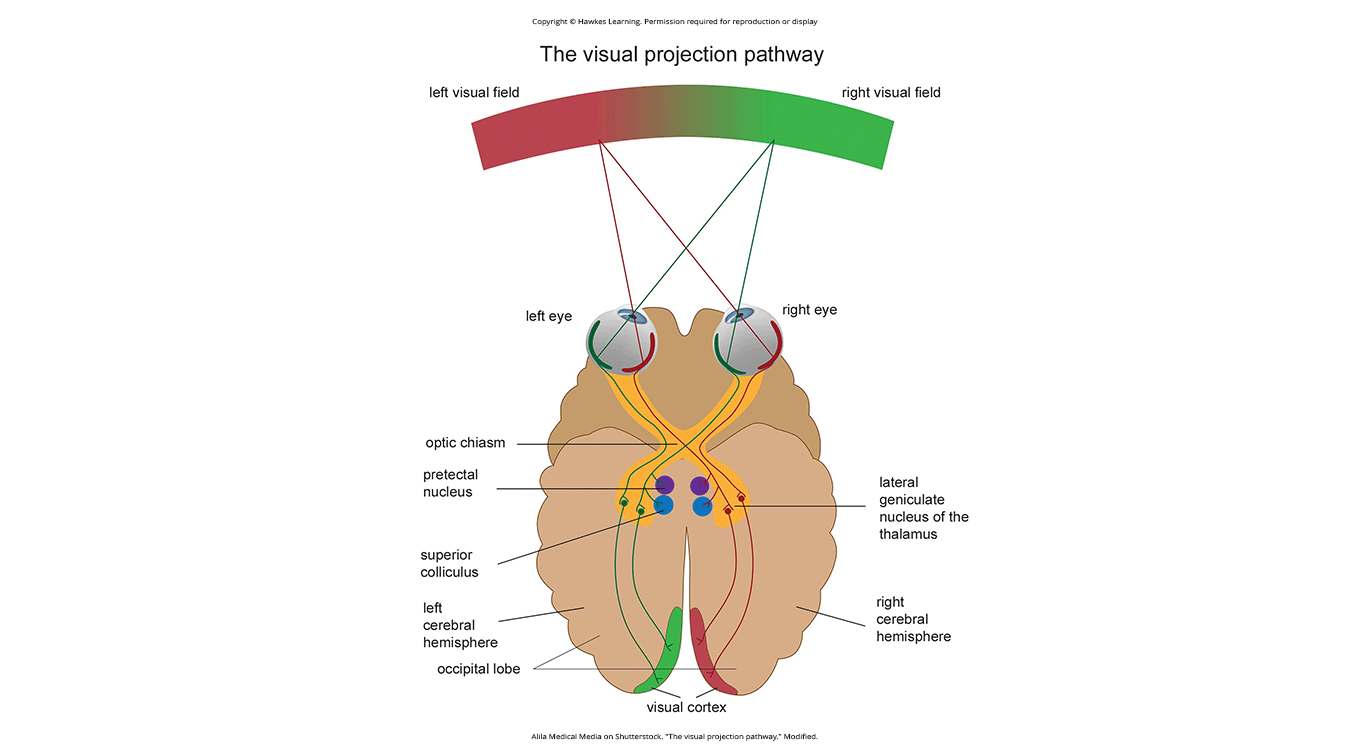 Copyright © Hawkes Learning. Permission required for reproduction or display
The visual projection pathway
left visual field
right visual field
left eye
right eye
optic chiasm
pretectal
nucleus
lateral
geniculate
nucleus of the
thalamus
superior
colliculus
left
cerebral
hemisphere
right
cerebral
hemisphere
occipital lobe
visual cortex
Alila Medical Media on Shutterstock. "The visual projection pathway." Modified.